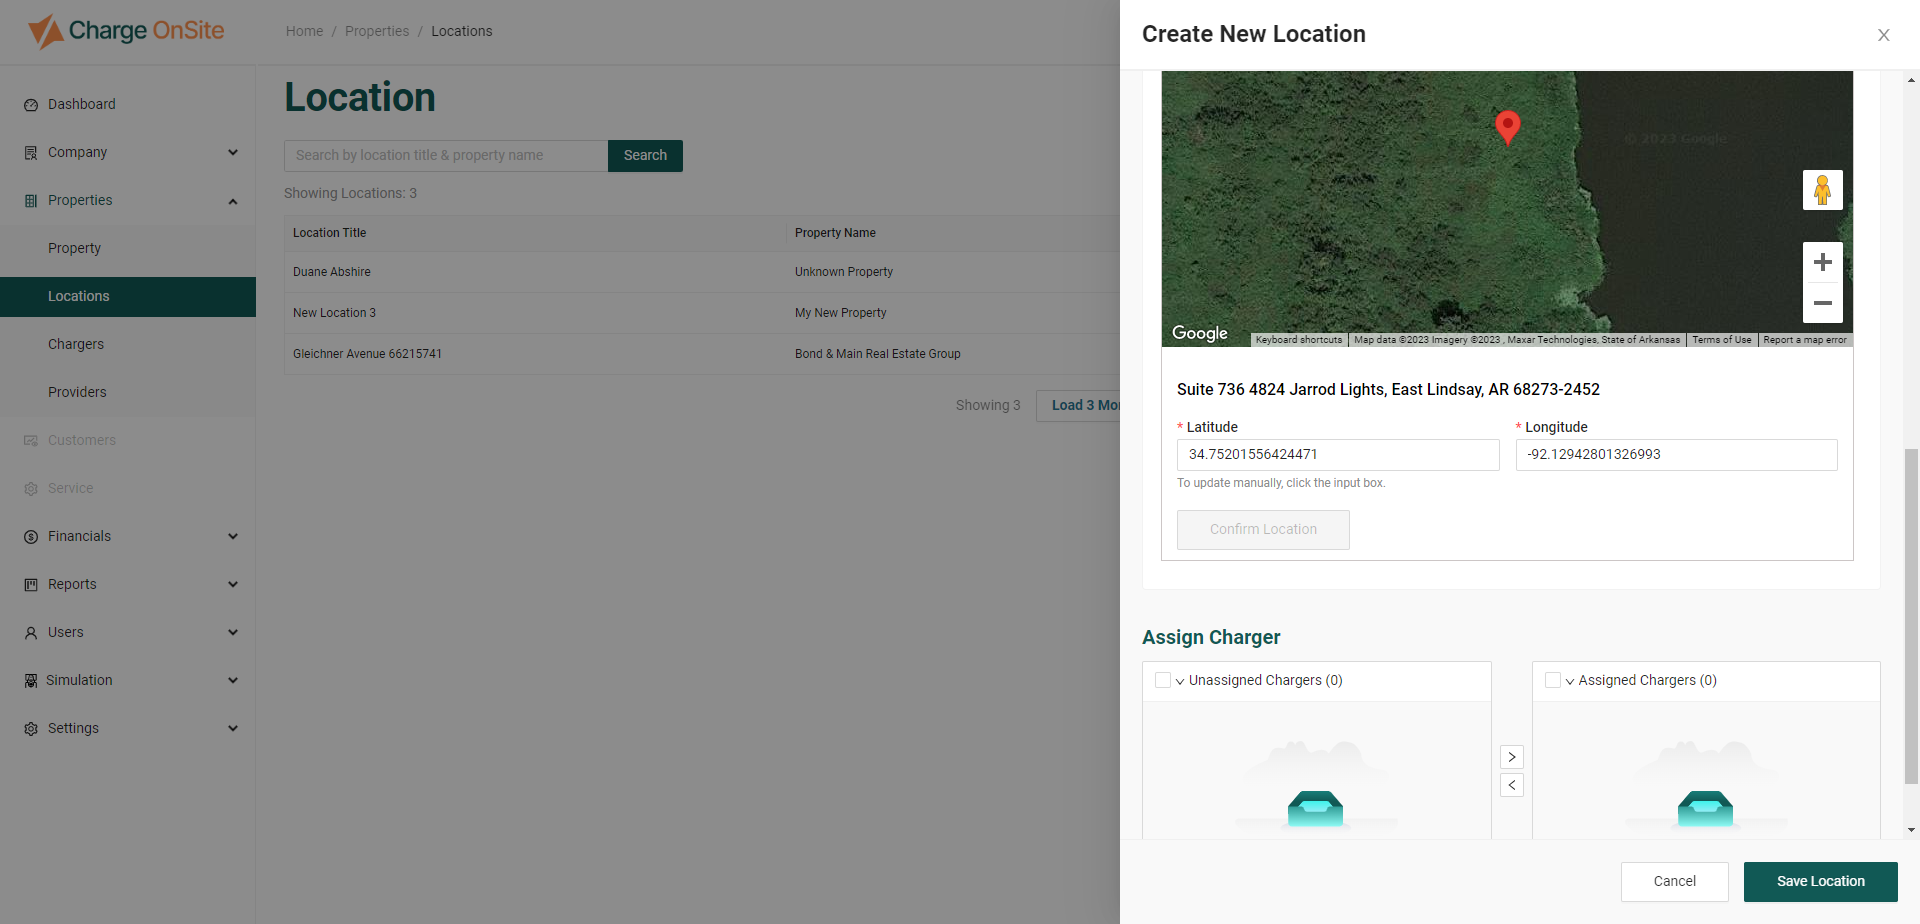 Charge OnSite
Home / Properties / Locations
Dashboard
Company
Properties
Property
Locations
Chargers
Providers
Customers
Service
Financials
Reports
Users
Simulation
Settings
Location
Search by location title & property name
Search
Showing Locations: 3
Location Title Property Name
Duane Abshire Unknown Property
New Location 3 My New Property
Gleichner Avenue 66215741 Bond & Main Real Estate Group
Showing 3 Load 3 Mor
Create New Location
© 2023 Google
Google
Keyboard shortcuts Map data ©2023 Imagery ©2023 , Maxar Technologies, State of Arkansas Terms of Use Report a map error
Suite 736 4824 Jarrod Lights, East Lindsay, AR 68273-2452
* Latitude * Longitude
34.75201556424471 -92.12942801326993
To update manually, click the input box.
Confirm Location
Assign Charger
Unassigned Chargers (0) Assigned Chargers (0)
Cancel Save Location